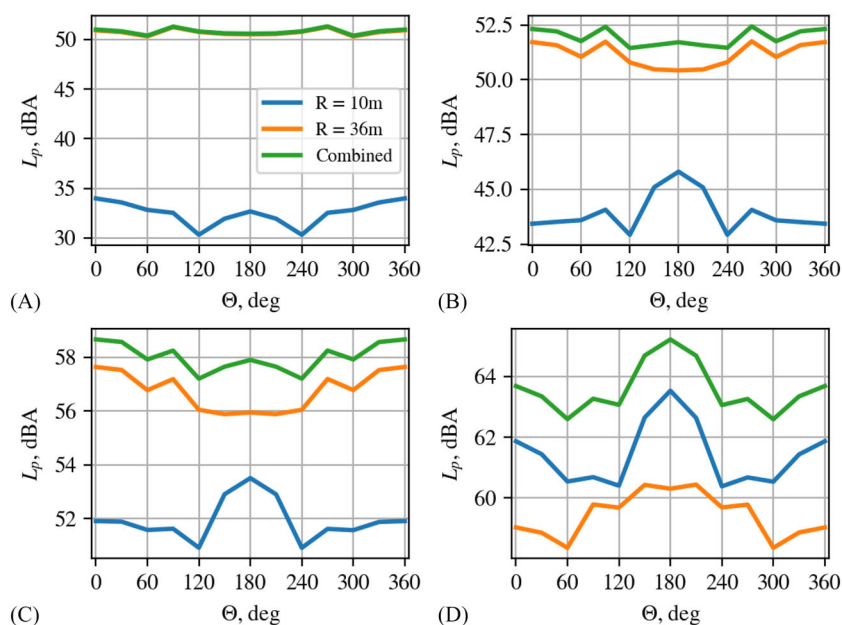 50
45
40
35
30
L_p, dBA
R = 10m
R = 36m
Combined
0 60 120 180 240 300 360
Θ, deg
(A)
52.5
50.0
47.5
45.0
42.5
L_p, dBA
0 60 120 180 240 300 360
Θ, deg
(B)
58
56
54
52
L_p, dBA
0 60 120 180 240 300 360
Θ, deg
(C)
64
62
60
L_p, dBA
0 60 120 180 240 300 360
Θ, deg
(D)